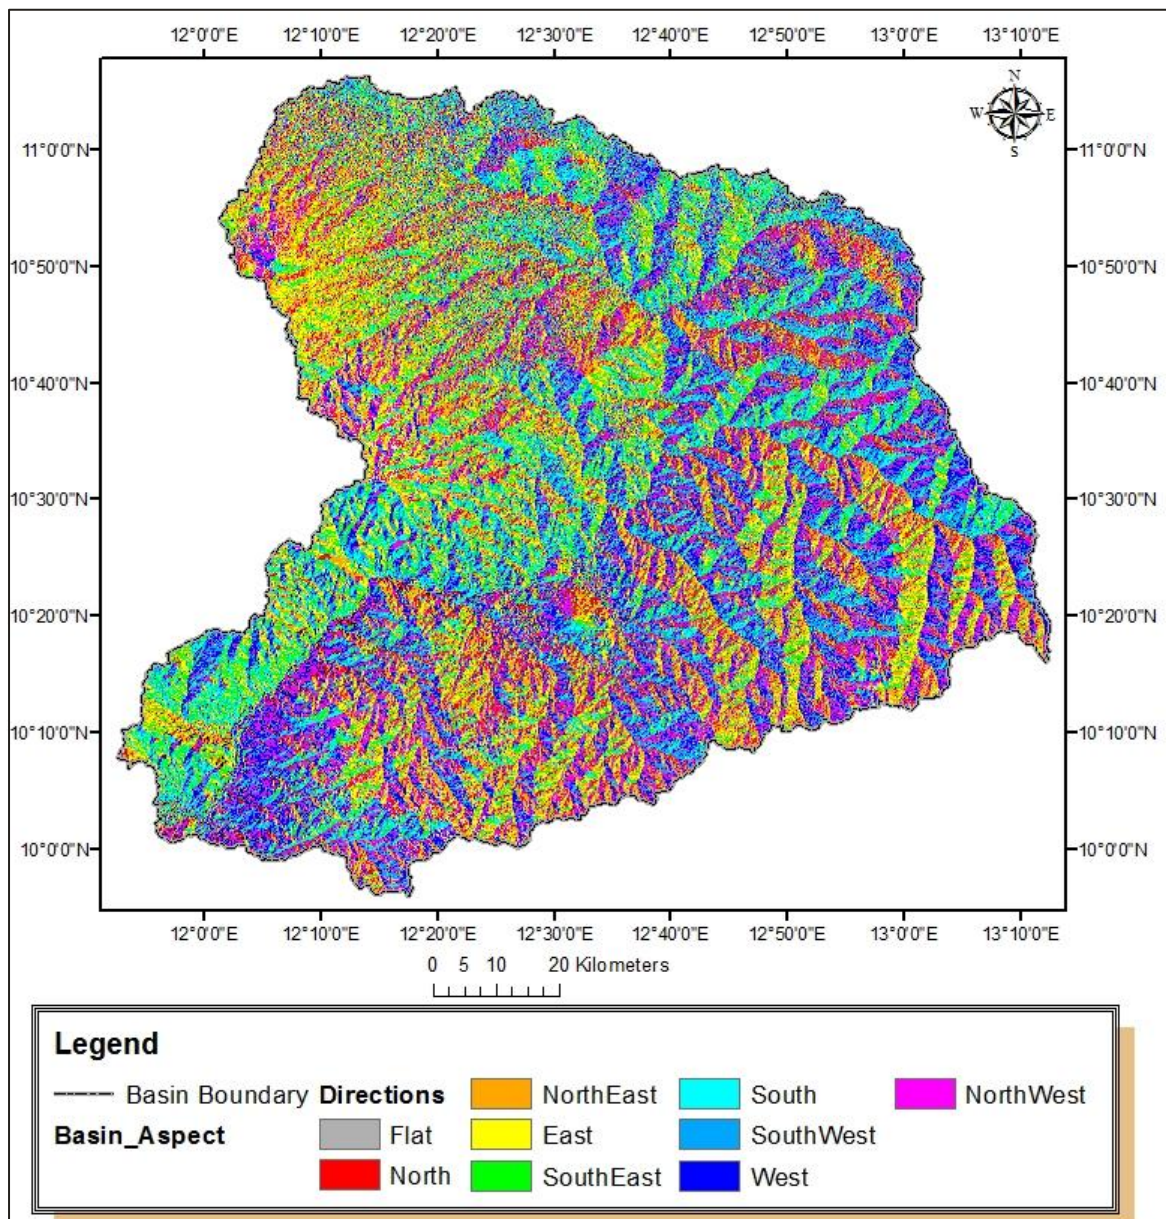 12°0'0"E 12°10'0"E 12°20'0"E 12°30'0"E 12°40'0"E 12°50'0"E 13°0'0"E 13°10'0"E
N
W E
S
11°0'0"N 11°0'0"N
10°50'0"N 10°50'0"N
10°40'0"N 10°40'0"N
10°30'0"N 10°30'0"N
10°20'0"N 10°20'0"N
10°10'0"N 10°10'0"N
10°0'0"N 10°0'0"N
12°0'0"E 12°10'0"E 12°20'0"E 12°30'0"E 12°40'0"E 12°50'0"E 13°0'0"E 13°10'0"E
0 5 10 20 Kilometers
Legend
Basin Boundary Directions NorthEast South NorthWest
Basin_Aspect Flat East SouthWest
North SouthEast West